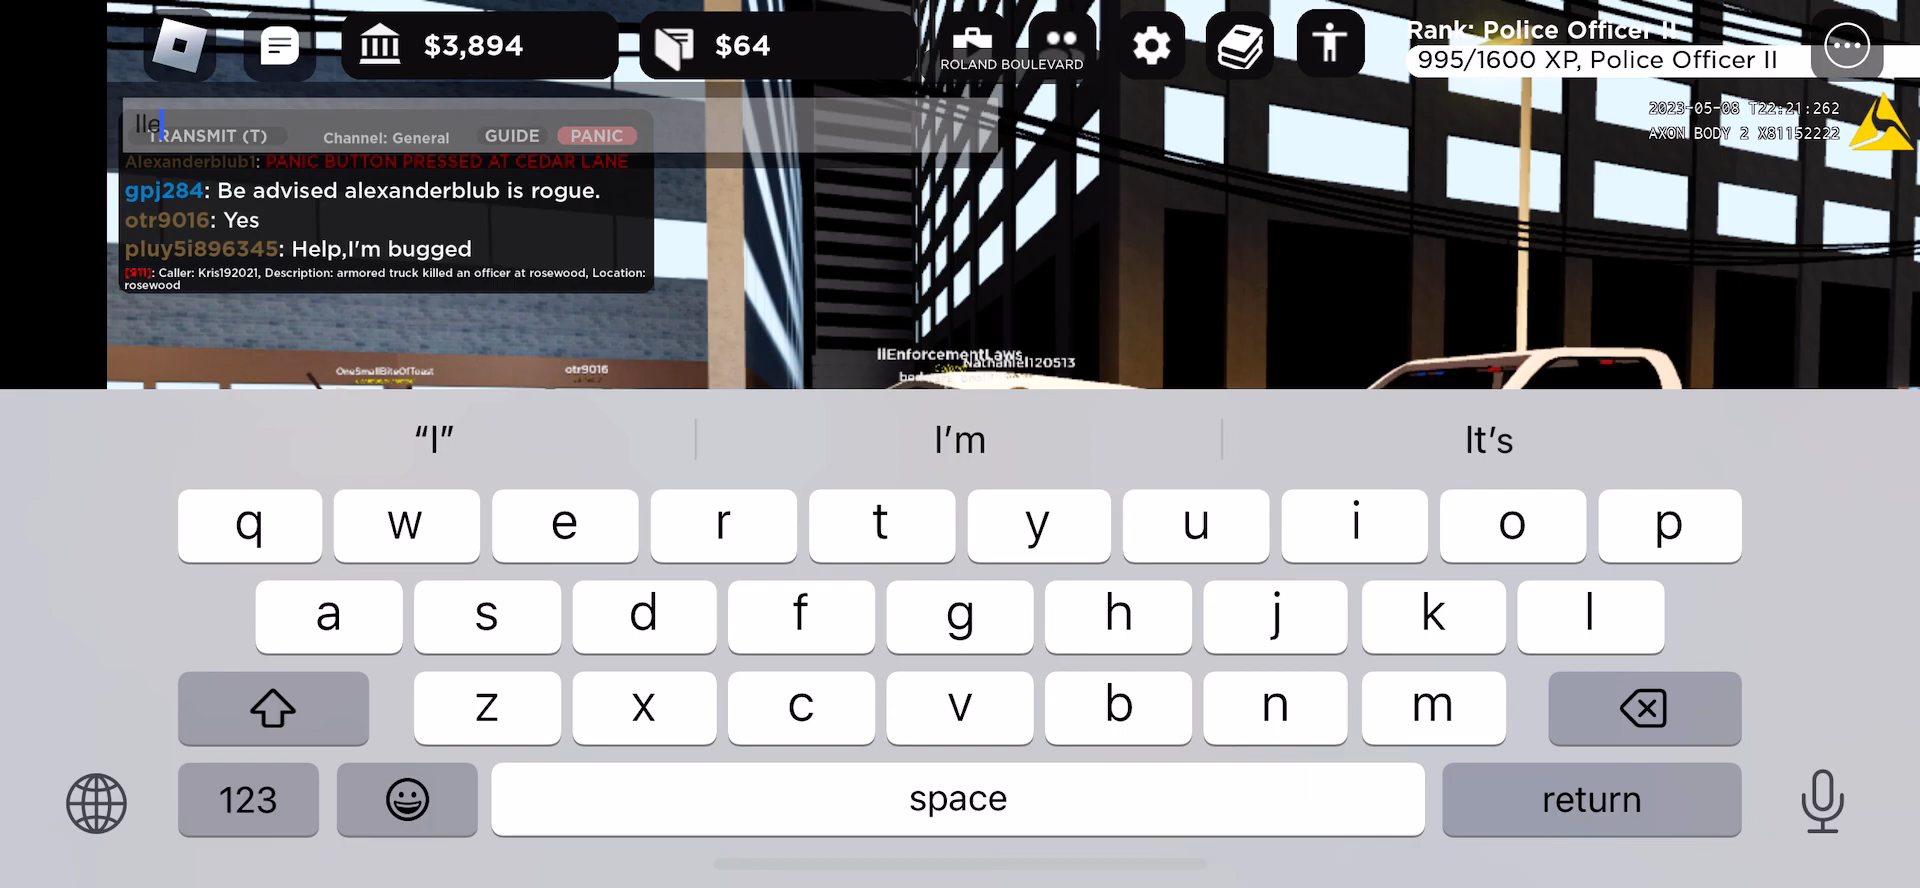 $3,894
$64
ROLAND BOULEVARD
Rank: Police Officer II
995/1600 XP, Police Officer II
2023-05-08 T22:21:262
AXON BODY 2 X81152222
lle
TRANSMIT (T)
Channel: General
GUIDE
PANIC
Alexanderblub1: PANIC BUTTON PRESSED AT CEDAR LANE
gpj284: Be advised alexanderblub is rogue.
otr9016: Yes
pluy5i896345: Help,I'm bugged
[911]: Caller: Kris192021, Description: armored truck killed an officer at rosewood, Location:
rosewood
OneSmallBiteOfToast
otr9016
llEnforcementLaws
Nathaniel120513
“I”
I’m
It’s
q w e r t y u i o p
a s d f g h j k l
z x c v b n m
123
space
return